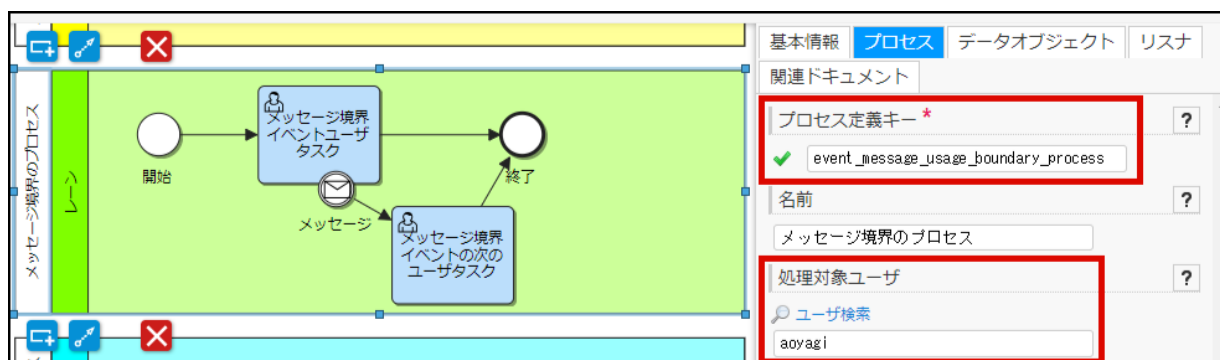 メッセージ境界のプロセス
レーン
開始
メッセージ境界
イベントユーザ
タスク
メッセージ
メッセージ境界
イベントの次の
ユーザタスク
終了
基本情報 プロセス データオブジェクト リスナ
関連ドキュメント
プロセス定義キー*
?
event_message_usage_boundary_process
名前
?
メッセージ境界のプロセス
処理対象ユーザ
?
ユーザ検索
aoyagi